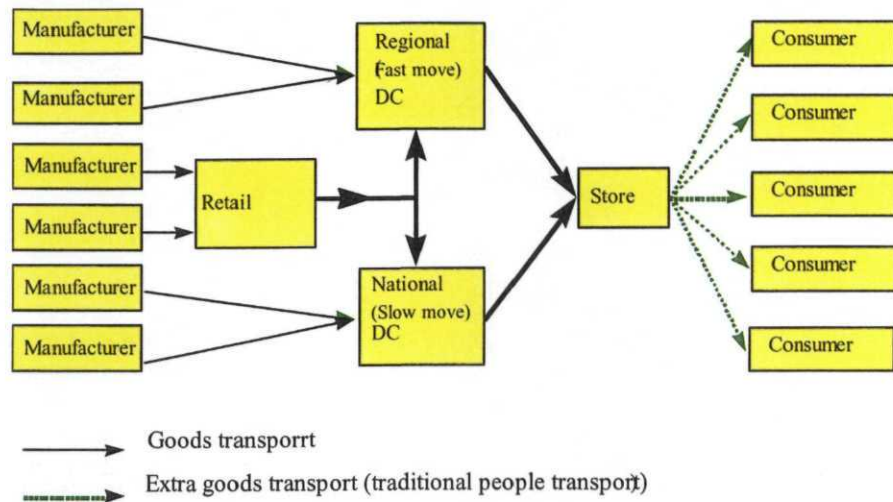 Manufacturer
Manufacturer
Manufacturer
Manufacturer
Manufacturer
Manufacturer
Retail
Regional
(Fast move)
DC
National
(Slow move)
DC
Store
Consumer
Consumer
Consumer
Consumer
Consumer
Goods transporrt
Extra goods transport (traditional people transport)